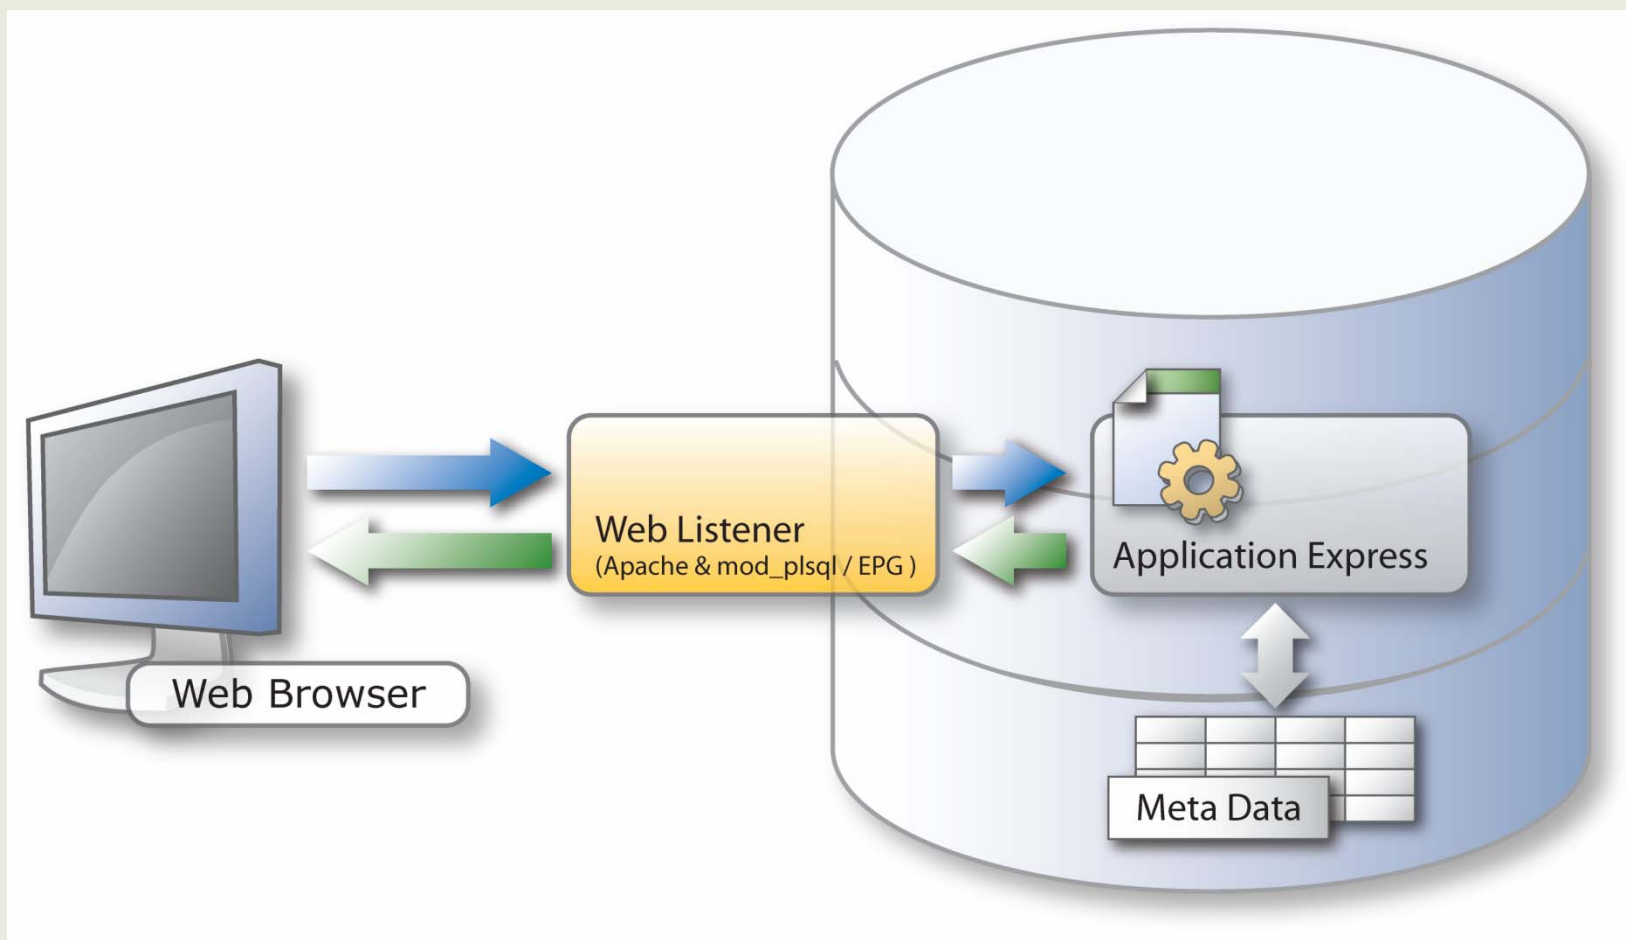 Web Browser
Web Listener
(Apache & mod_plsql / EPG )
Application Express
Meta Data